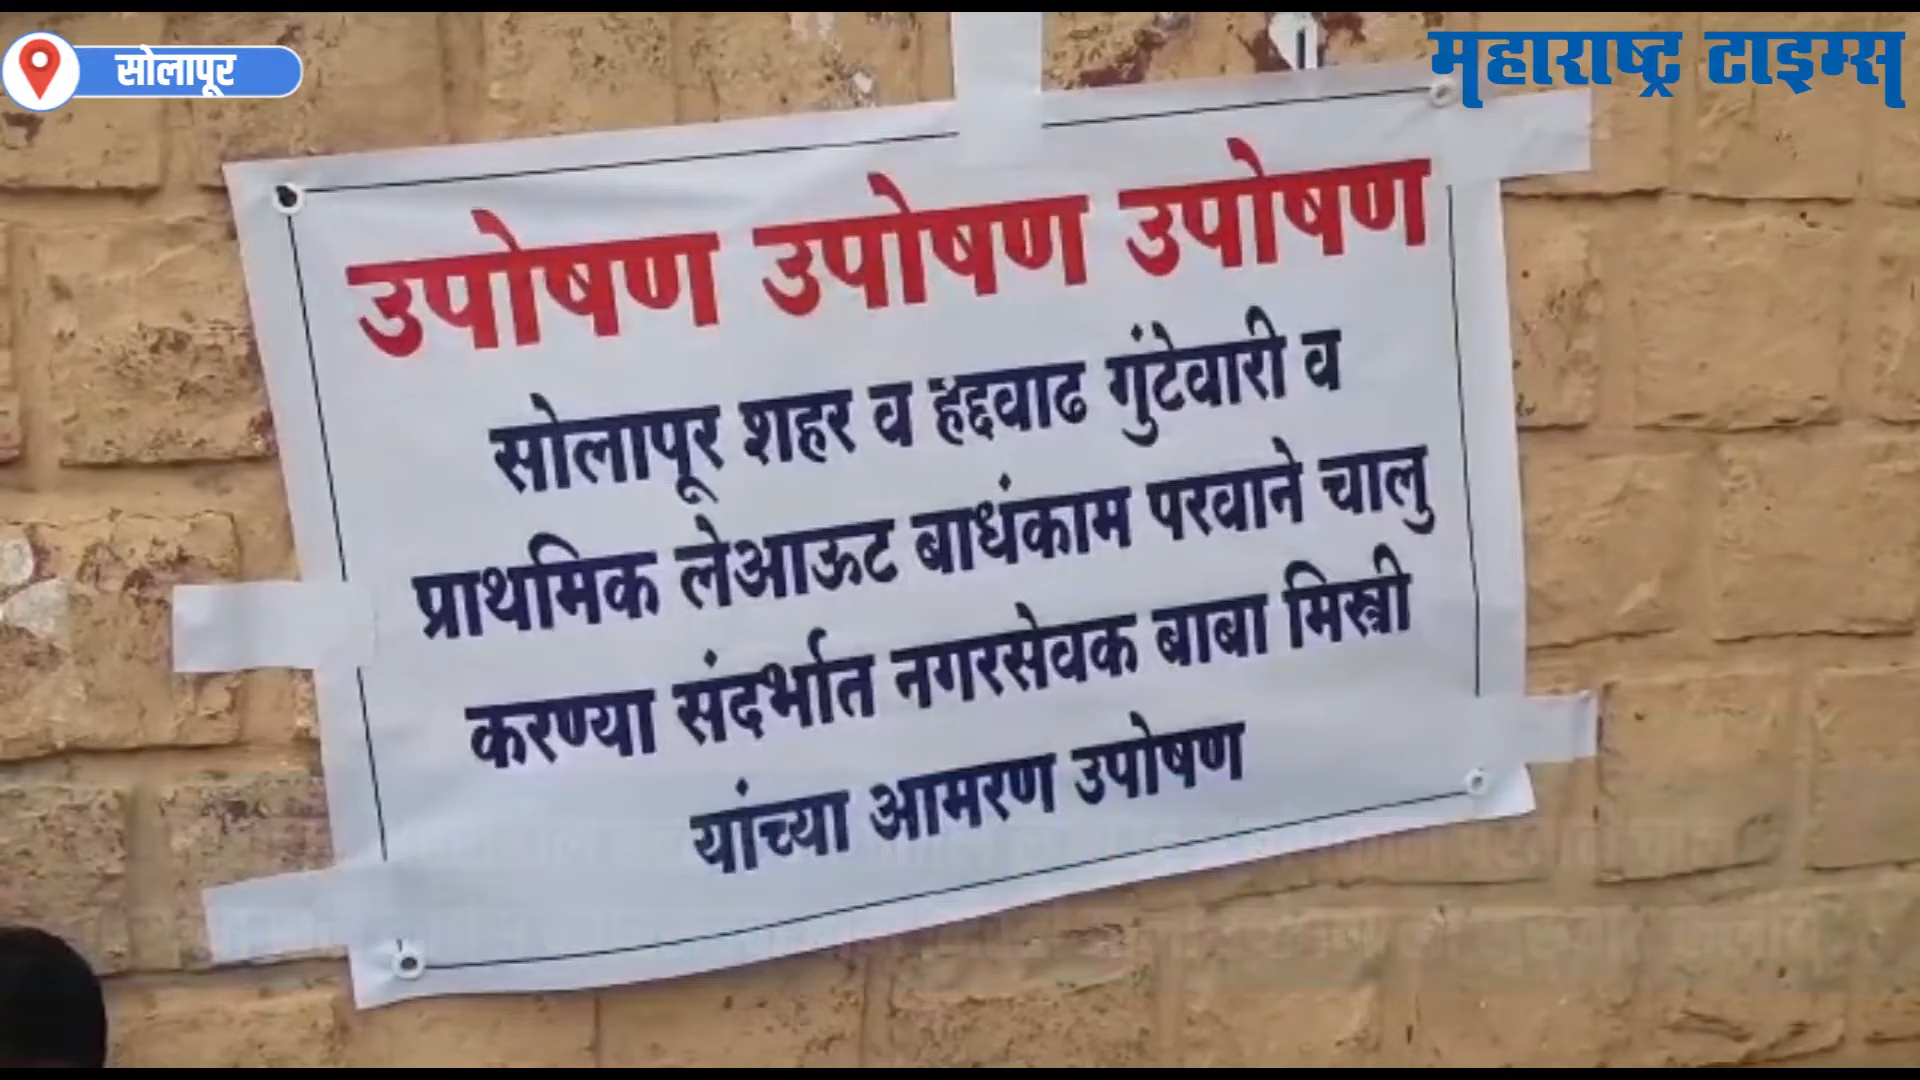 सोलापूर
महाराष्ट्र टाइम्स
उपोषण उपोषण उपोषण
सोलापूर शहर व हद्दवाढ गुंटेवारी व
प्राथमिक लेआऊट बाधंकाम परवाने चालु
करण्या संदर्भात नगरसेवक बाबा मिस्त्री
यांच्या आमरण उपोषण